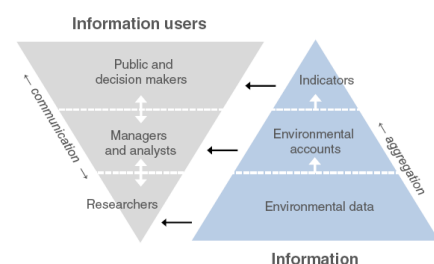 Information users
Public and
decision makers
Indicators
← communication →
Managers
and analysts
Environmental
accounts
← aggregation
Researchers
Environmental data
Information